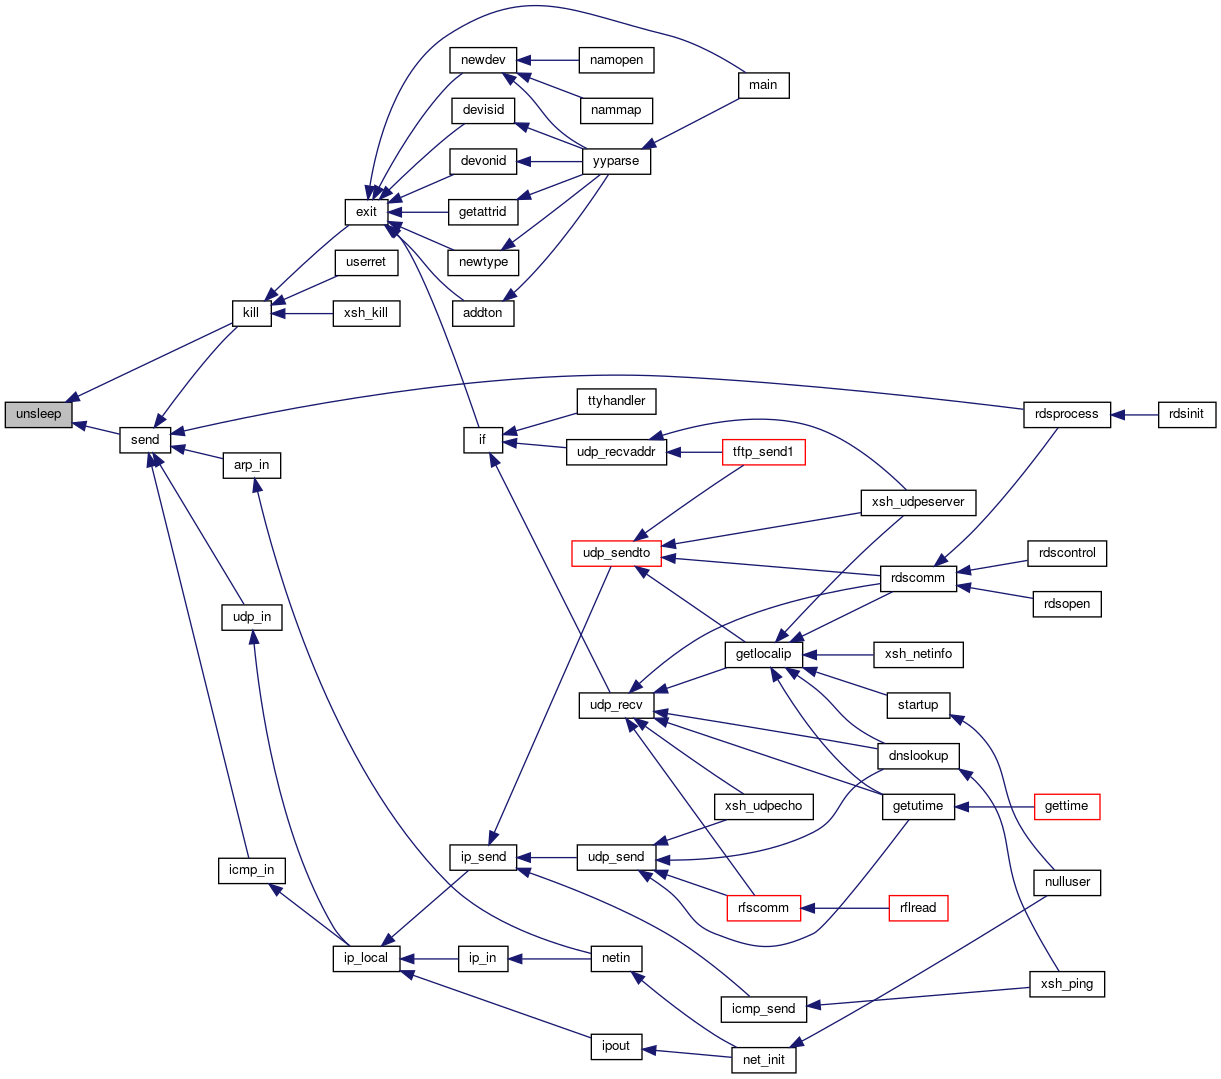 newdev
namopen
main
devisid
nammap
devonid
yyparse
exit
getattrid
userret
newtype
kill
xsh_kill
addton
unsleep
send
ttyhandler
rdsprocess
rdsinit
if
udp_recvaddr
tftp_send1
arp_in
xsh_udpeserver
udp_sendto
rdscontrol
rdscomm
rdsopen
udp_in
getlocalip
xsh_netinfo
udp_recv
startup
dnslookup
xsh_udpecho
getutime
gettime
ip_send
udp_send
icmp_in
nulluser
rfscomm
rflread
ip_local
ip_in
netin
xsh_ping
icmp_send
ipout
net_init